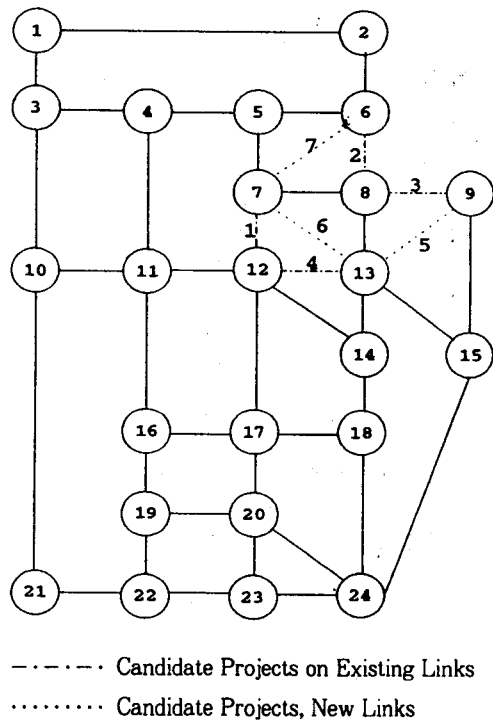 1 2
3 4 5 6
7 2
7 8 3 9
1 6 5
10 11 12 4 13
14 15
16 17 18
19 20
21 22 23 24
Candidate Projects on Existing Links
Candidate Projects, New Links